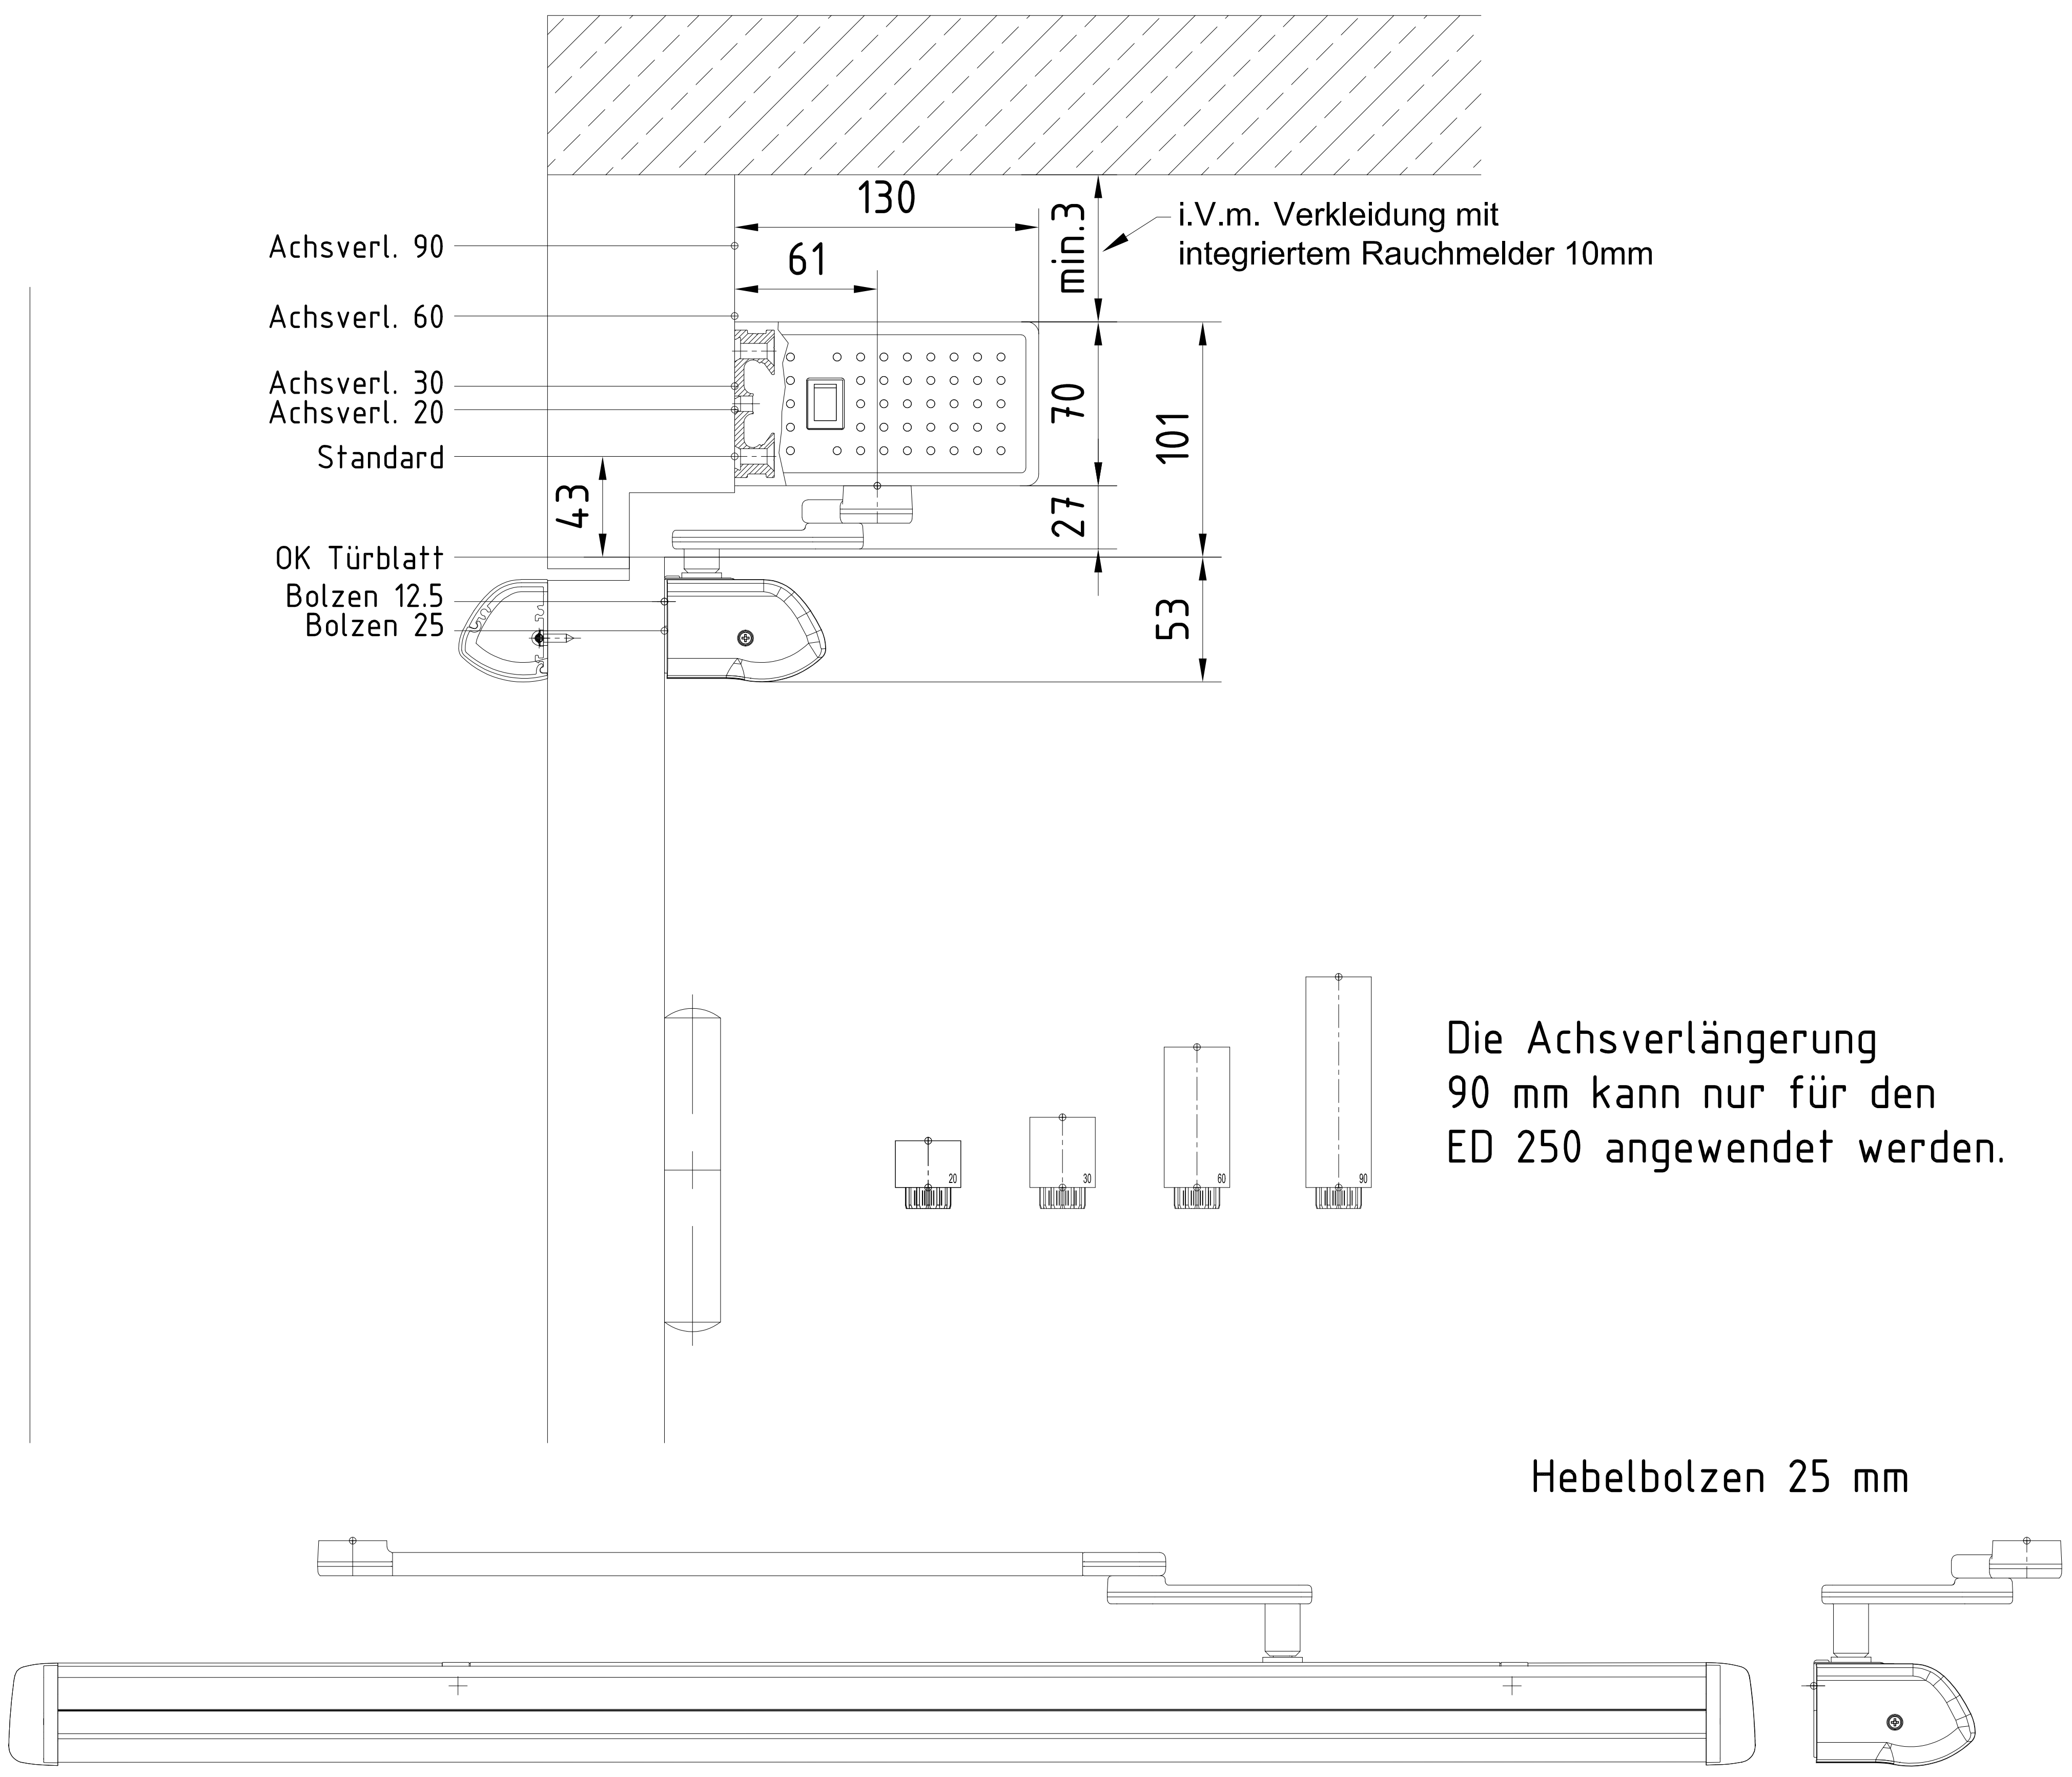 130
min.3
i.V.m. Verkleidung mit
integriertem Rauchmelder 10mm
Achsverl. 90
61
Achsverl. 60
Achsverl. 30
Achsverl. 20
Standard
70
101
43
27
OK Türblatt
Bolzen 12.5
Bolzen 25
53
Die Achsverlängerung
90 mm kann nur für den
ED 250 angewendet werden.
20
30
60
90
Hebelbolzen 25 mm